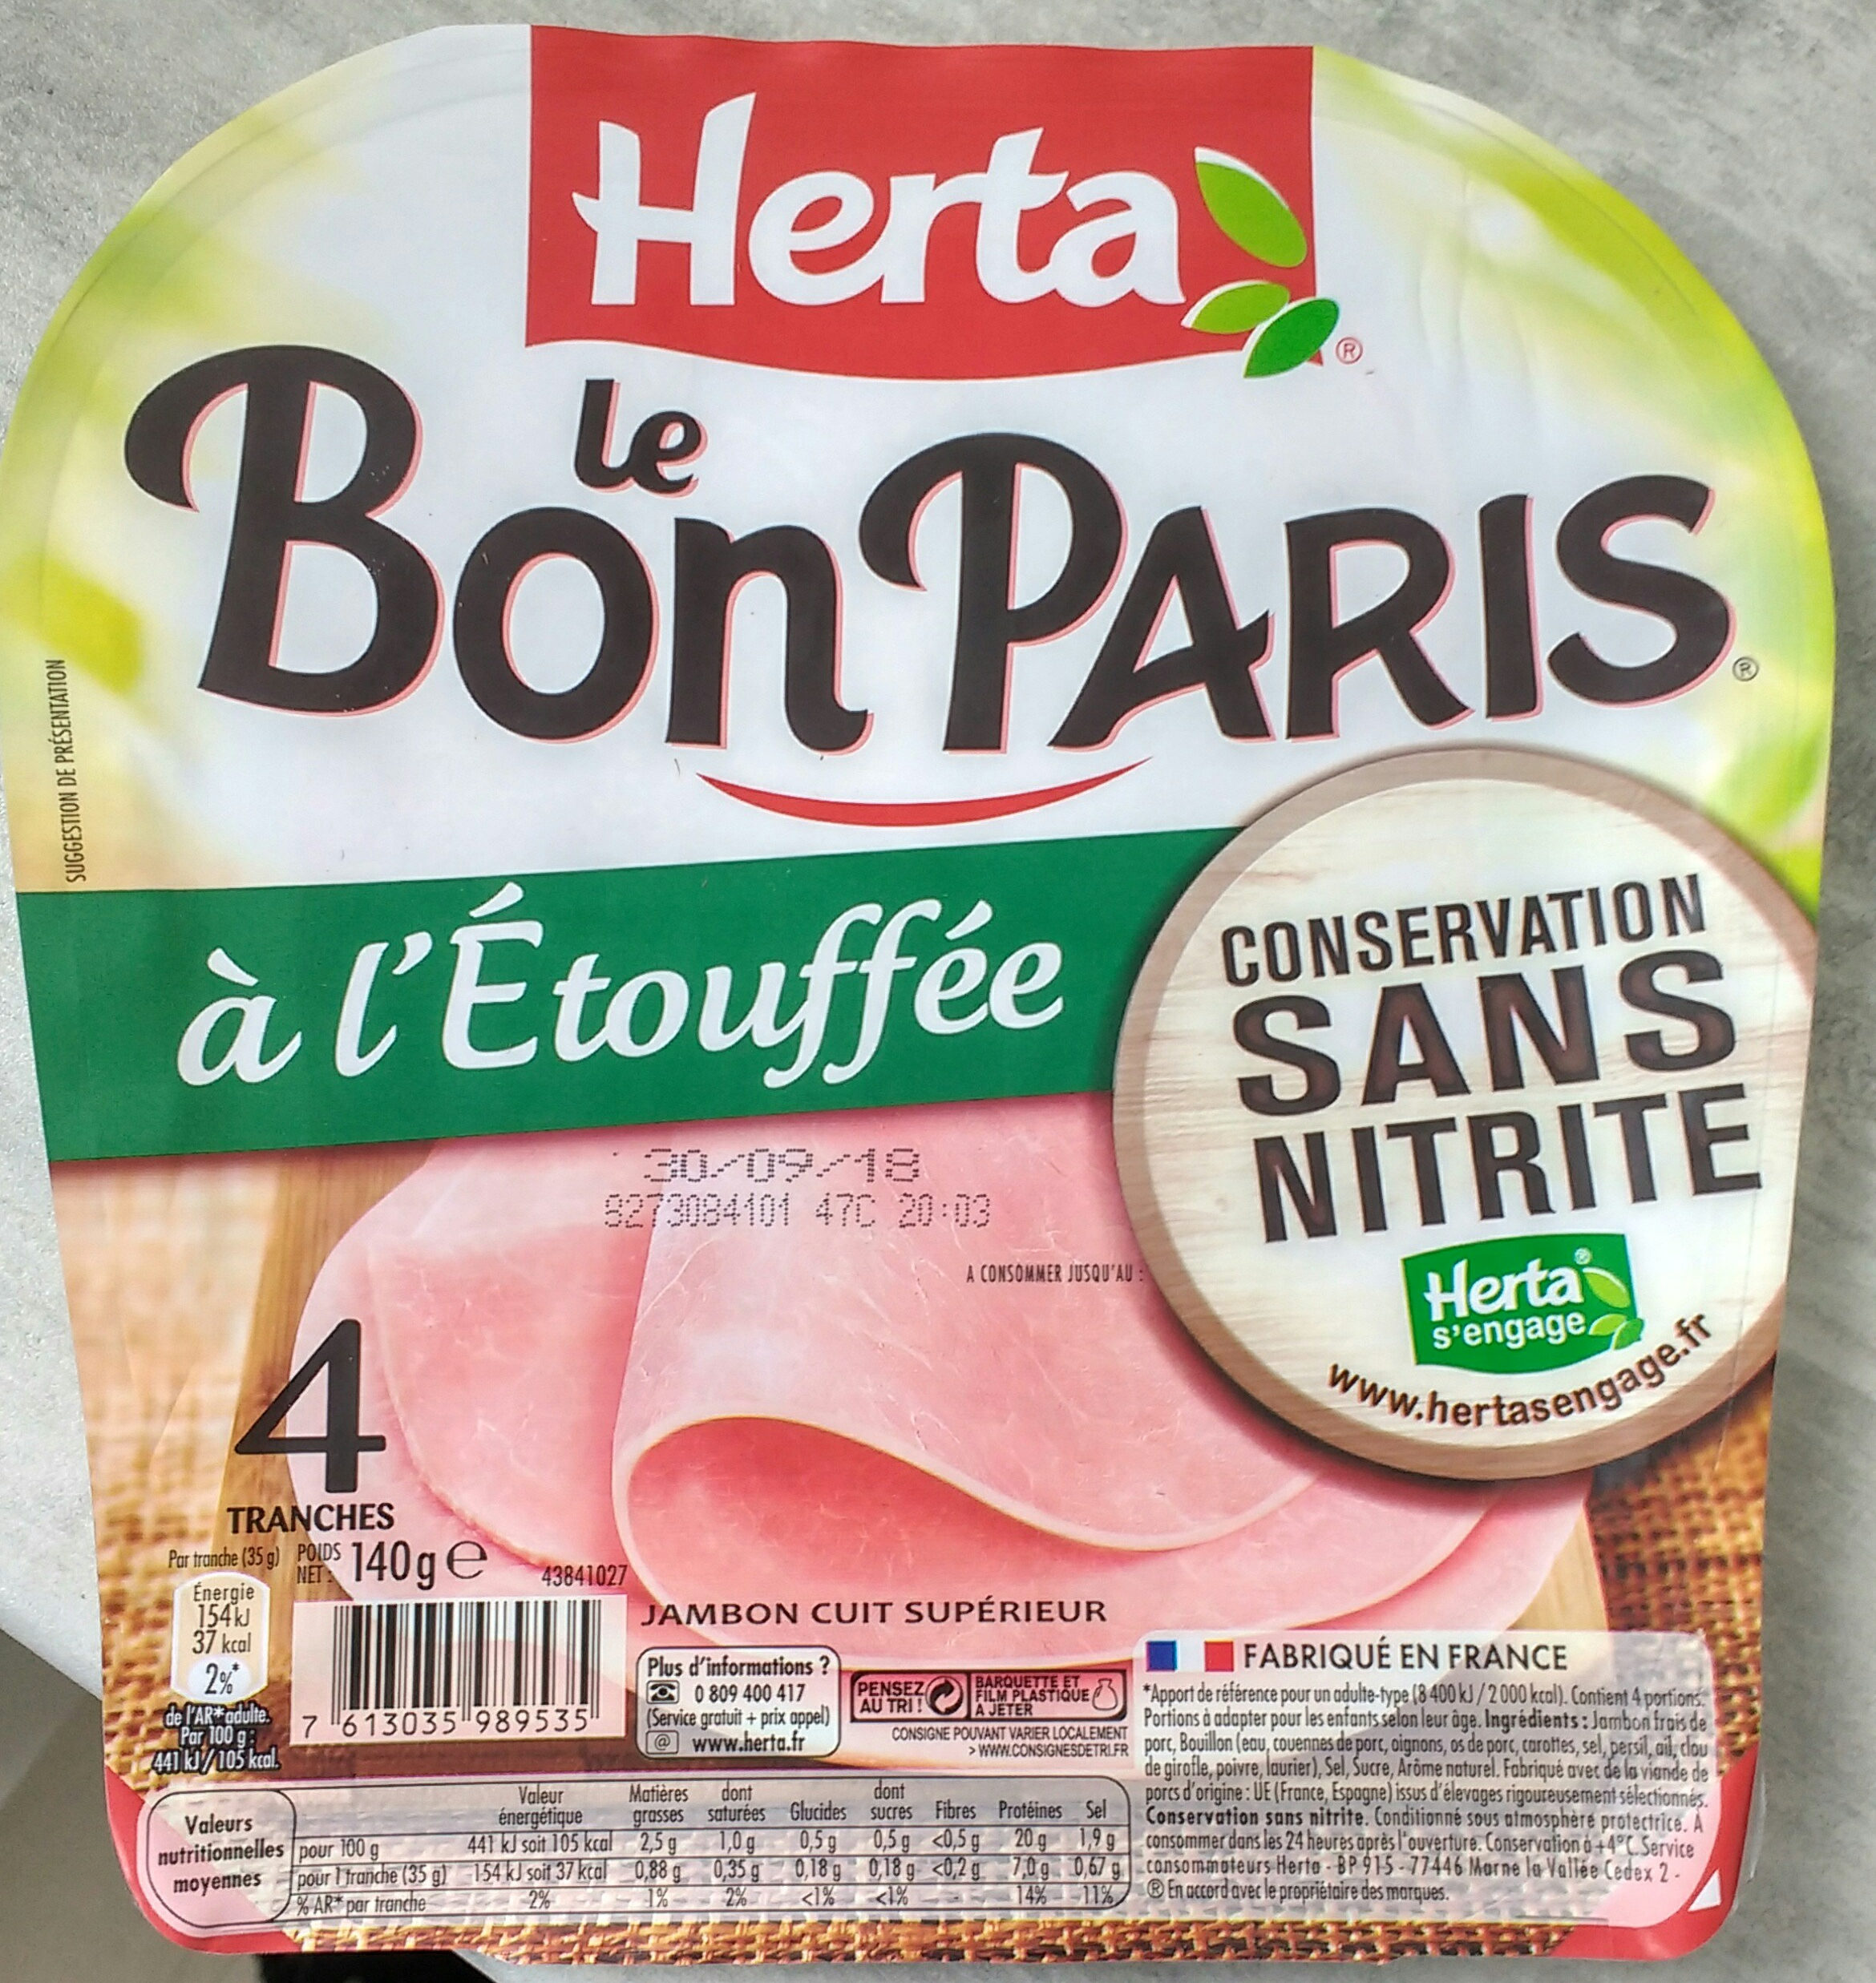 Herta
®
le
Bon PARIS
®
SUGGESTION DE PRÉSENTATION
à l'Étouffée
CONSERVATION
SANS
NITRITE
Herta®
s'engage
www.hertasengage.fr
30/09/18
8273084101 47C 20:03
A CONSOMMER JUSQU'AU :
4
TRANCHES
Par tranche (35 g)
POIDS
NET : 140g e
43841027
Énergie
154kJ
37 kcal
2%*
de l'AR* adulte.
Par 100 g :
441 kJ / 105 kcal.
7 613035 989535
JAMBON CUIT SUPÉRIEUR
Plus d'informations ?
0 809 400 417
(Service gratuit + prix appel)
@ www.herta.fr
PENSEZ
AU TRI !
BARQUETTE ET
FILM PLASTIQUE
À JETER
CONSIGNE POUVANT VARIER LOCALEMENT
> WWW.CONSIGNESDETRI.FR
FABRIQUÉ EN FRANCE
*Apport de référence pour un adulte-type (8 400 kJ / 2 000 kcal). Contient 4 portions.
Portions à adapter pour les enfants selon leur âge. Ingrédients : Jambon frais de
porc, Bouillon (eau, couennes de porc, oignons, os de porc, carottes, sel, persil, ail, clou
de girofle, poivre, laurier), Sel, Sucre, Arôme naturel. Fabriqué avec de la viande de
porcs d'origine : UE (France, Espagne) issus d'élevages rigoureusement sélectionnés.
Conservation sans nitrite. Conditionné sous atmosphère protectrice. À
consommer dans les 24 heures après l'ouverture. Conservation à +4°C. Service
consommateurs Herta - BP 915 - 77446 Marne la Vallée Cedex 2 -
® En accord avec le propriétaire des marques.
Valeurs
nutritionnelles
moyennes
Valeur énergétique Matières grasses dont saturées Glucides dont sucres Fibres Protéines Sel
pour 100 g 441 kJ soit 105 kcal 2,5 g 1,0 g 0,5 g 0,5 g <0,5 g 20 g 1,9 g
pour 1 tranche (35 g) 154 kJ soit 37 kcal 0,88 g 0,35 g 0,18 g 0,18 g <0,2 g 7,0 g 0,67 g
% AR* par tranche 2% 1% 2% <1% <1% - 14% 11%